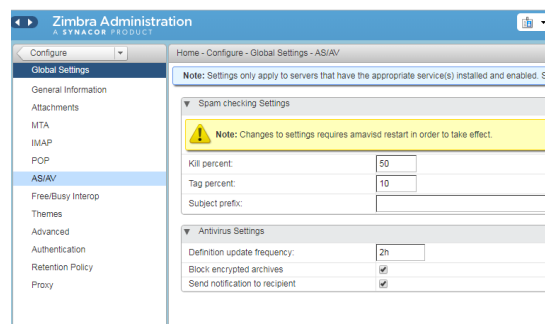 Zimbra Administration
A SYNACOR PRODUCT
Configure
Home - Configure - Global Settings - AS/AV
Global Settings
Note: Settings only apply to servers that have the appropriate service(s) installed and enabled. S
General Information
Attachments
MTA
IMAP
POP
AS/AV
Free/Busy Interop
Themes
Advanced
Authentication
Retention Policy
Proxy
Spam checking Settings
Note: Changes to settings requires amavisd restart in order to take effect.
Kill percent: 50
Tag percent: 10
Subject prefix:
Antivirus Settings
Definition update frequency: 2h
Block encrypted archives
Send notification to recipient